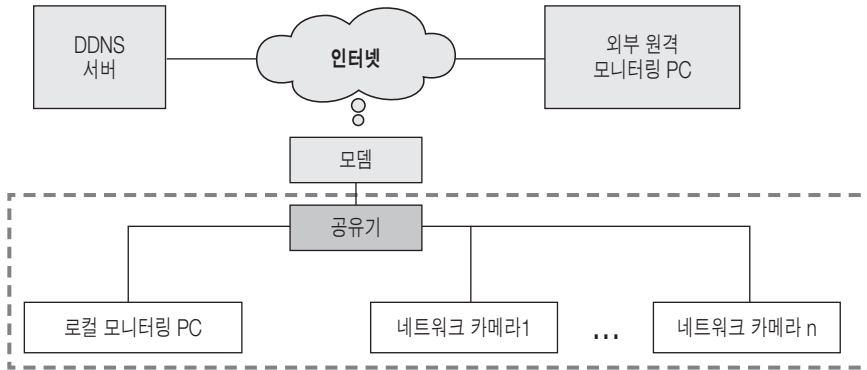 DDNS
서버
인터넷
외부 원격
모니터링 PC
모뎀
공유기
로컬 모니터링 PC
네트워크 카메라1
...
네트워크 카메라 n